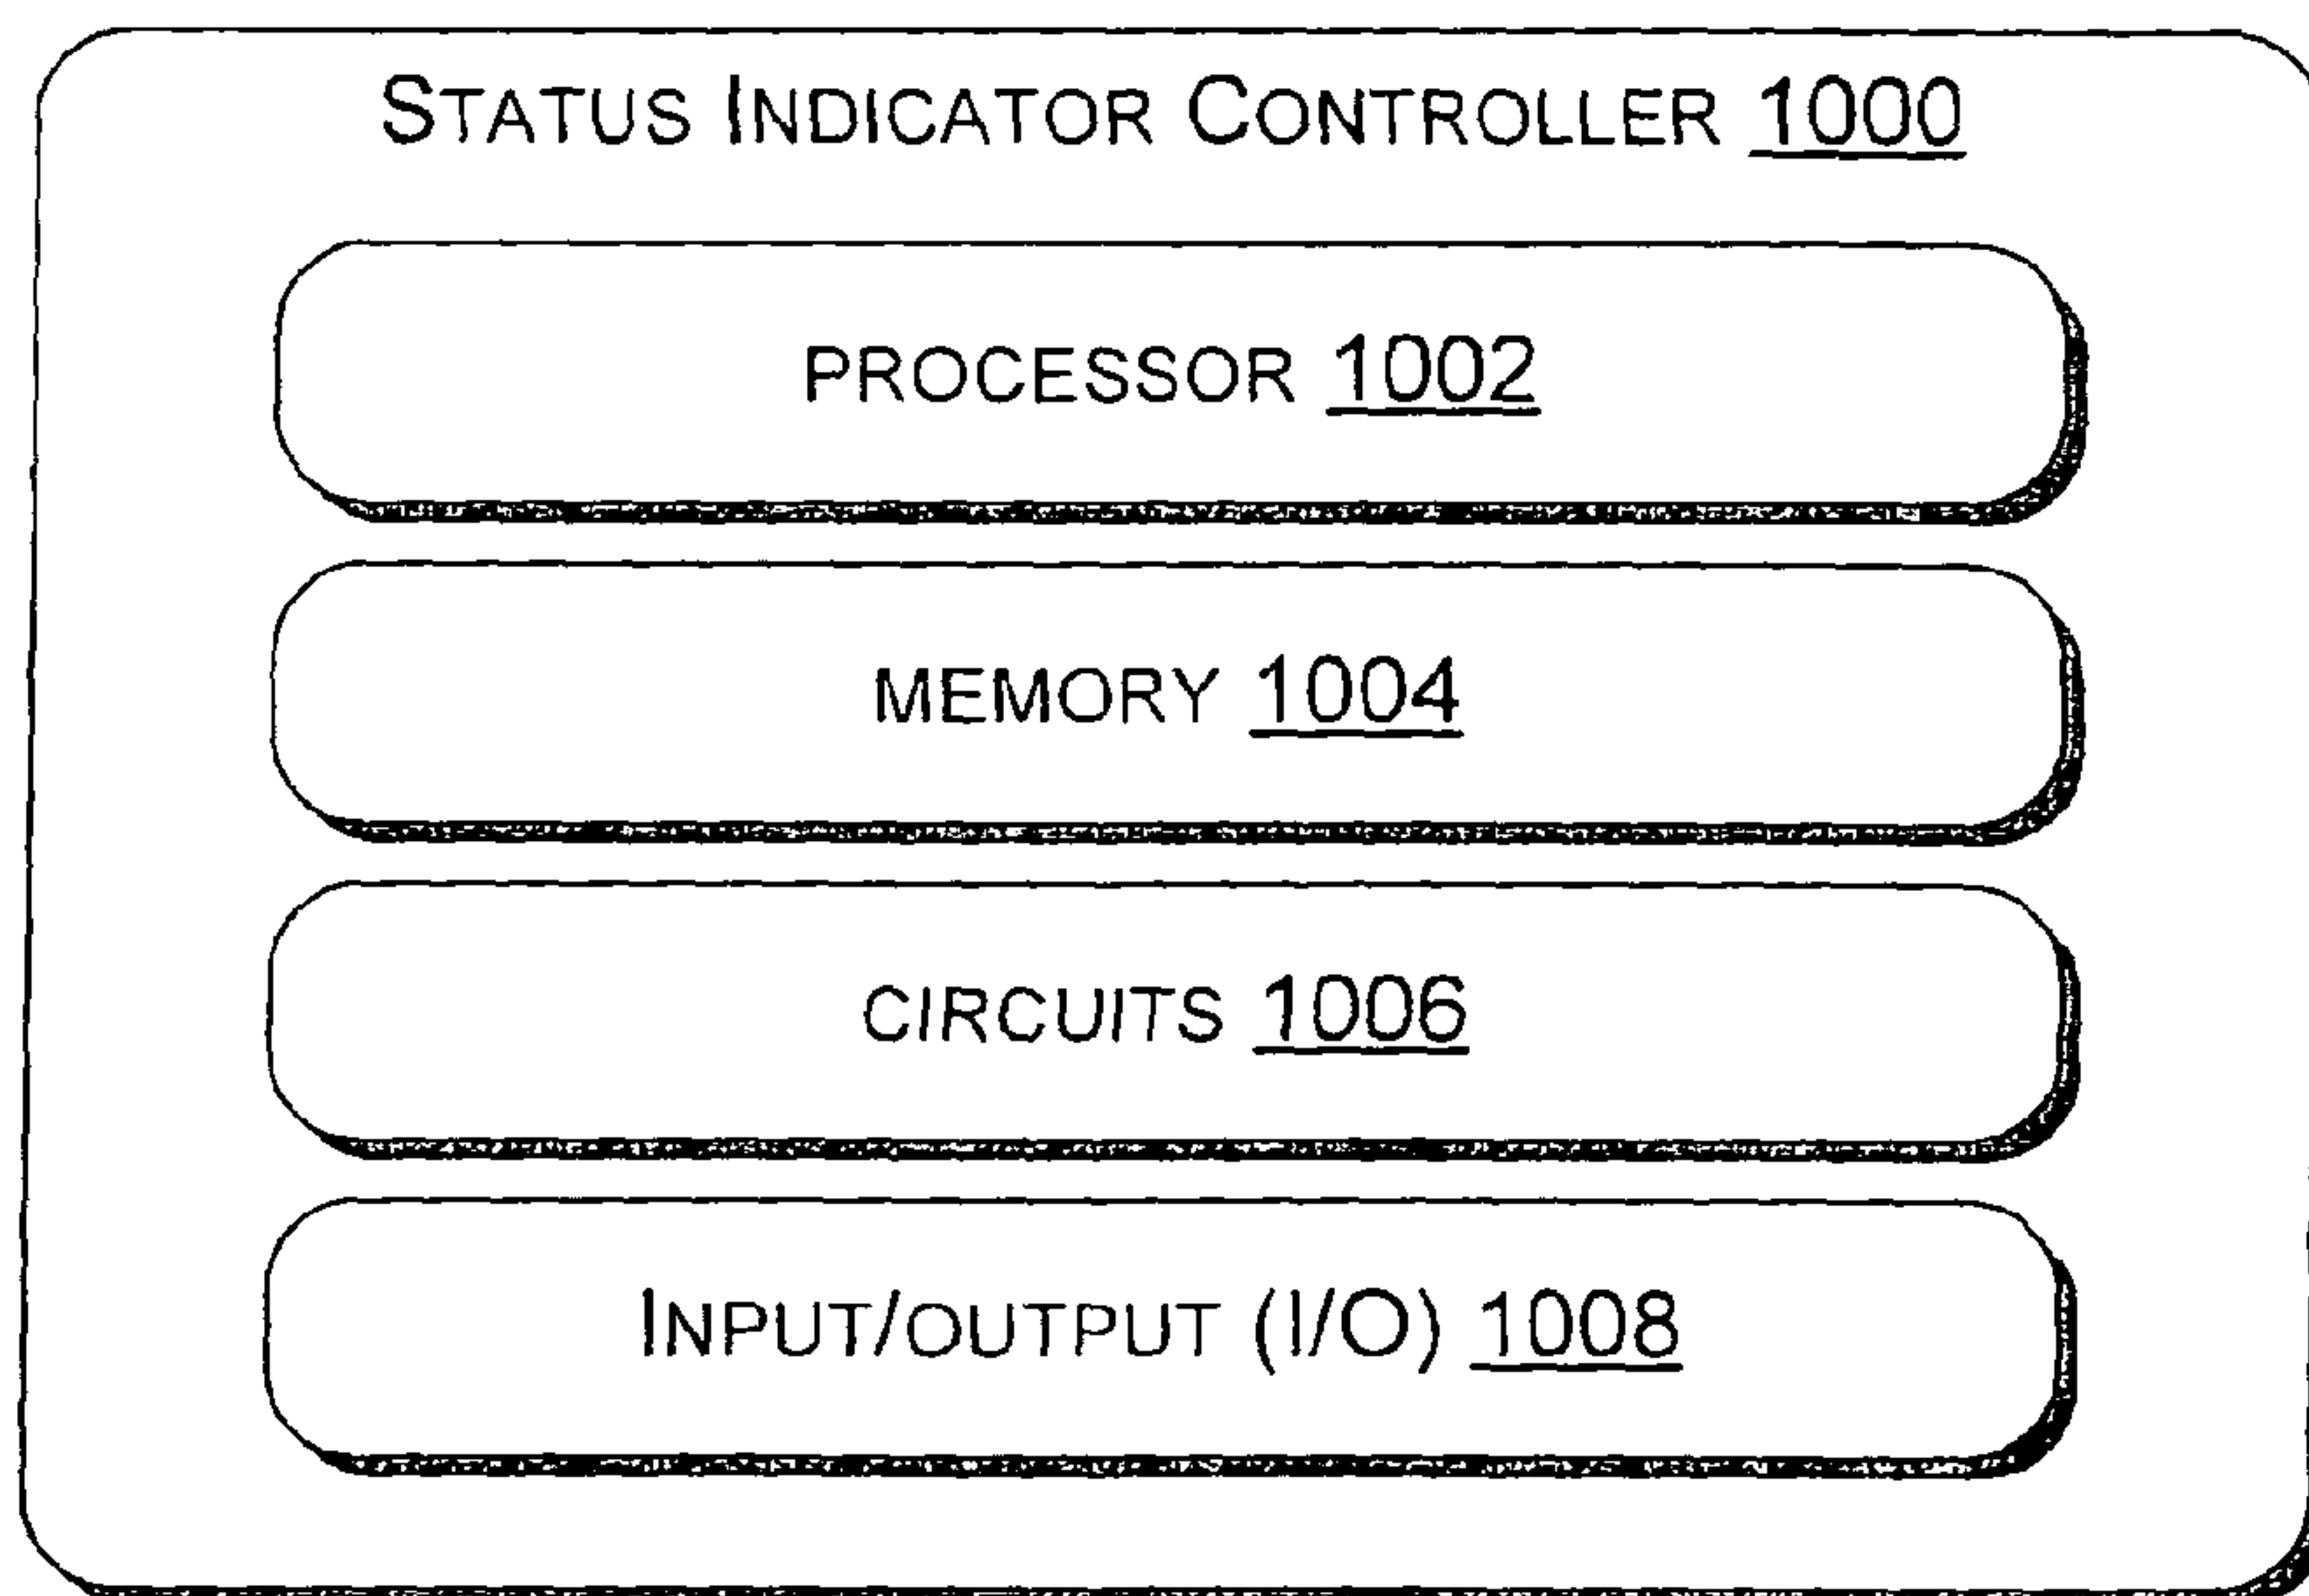 STATUS INDICATOR CONTROLLER 1000
PROCESSOR 1002
MEMORY 1004
CIRCUITS 1006
INPUT/OUTPUT (I/O) 1008